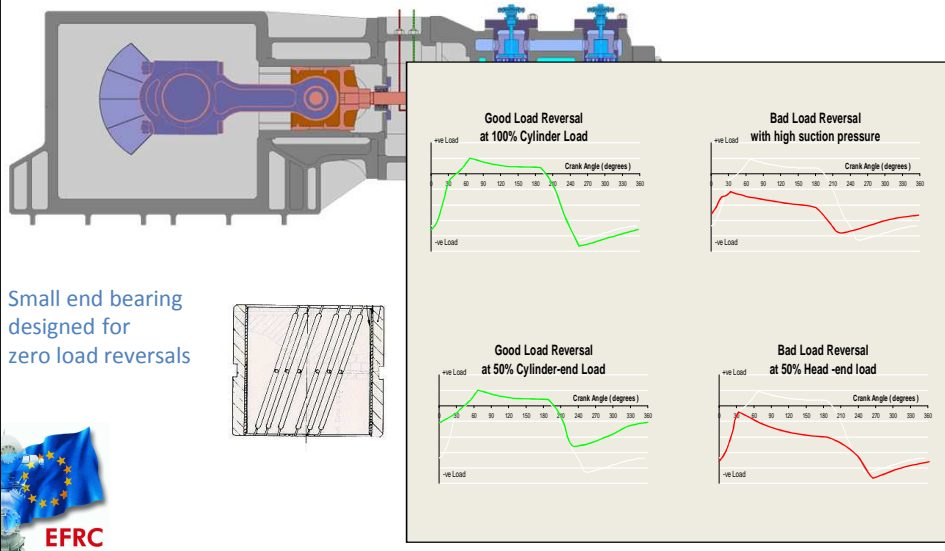 Good Load Reversal
at 100% Cylinder Load
+ve Load
Crank Angle ( degrees )
0 30 60 90 120 150 180 210 240 270 300 330 360
-ve Load
Bad Load Reversal
with high suction pressure
+ve Load
Crank Angle ( degrees )
0 30 60 90 120 150 180 210 240 270 300 330 360
-ve Load
Small end bearing
designed for
zero load reversals
Good Load Reversal
at 50% Cylinder-end Load
+ve Load
Crank Angle ( degrees )
0 30 60 90 120 150 180 210 240 270 300 330 360
-ve Load
Bad Load Reversal
at 50% Head -end load
+ve Load
Crank Angle ( degrees )
0 30 60 90 120 150 180 210 240 270 300 330 360
-ve Load
EFRC